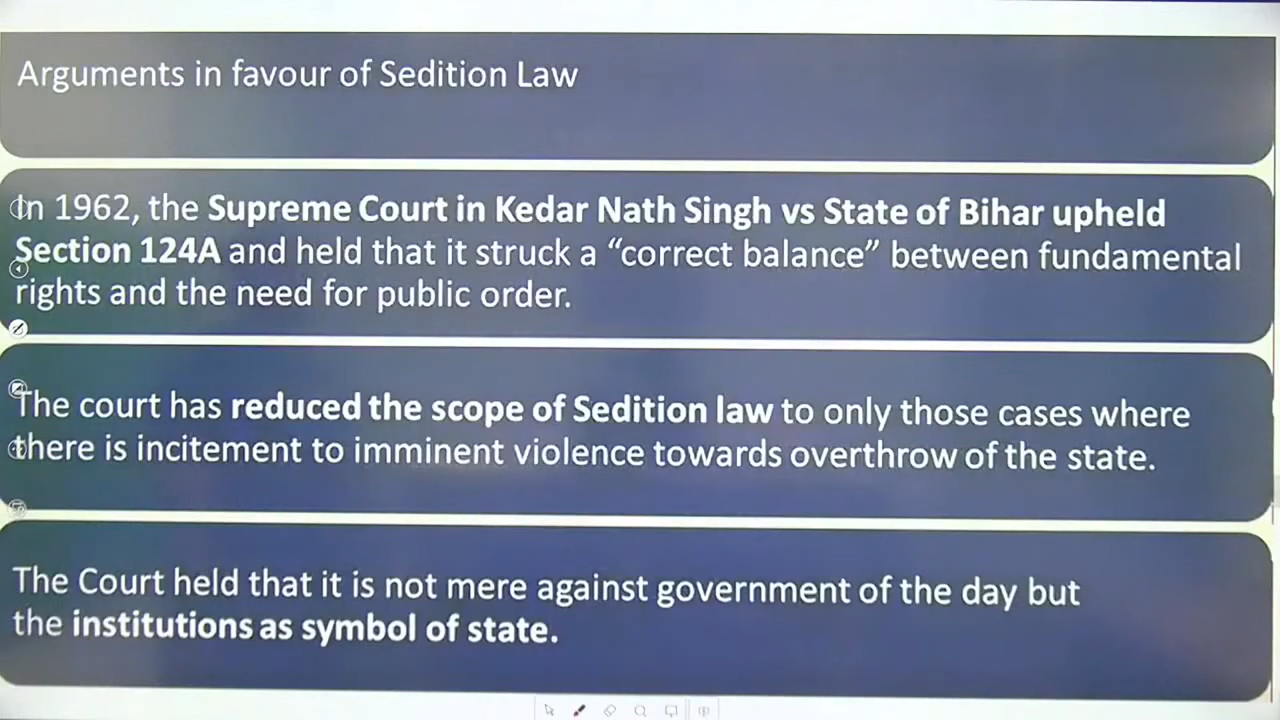 Arguments in favour of Sedition Law
In 1962, the Supreme Court in Kedar Nath Singh vs State of Bihar upheld
Section 124A and held that it struck a “correct balance” between fundamental
rights and the need for public order.
The court has reduced the scope of Sedition law to only those cases where
there is incitement to imminent violence towards overthrow of the state.
The Court held that it is not mere against government of the day but
the institutions as symbol of state.